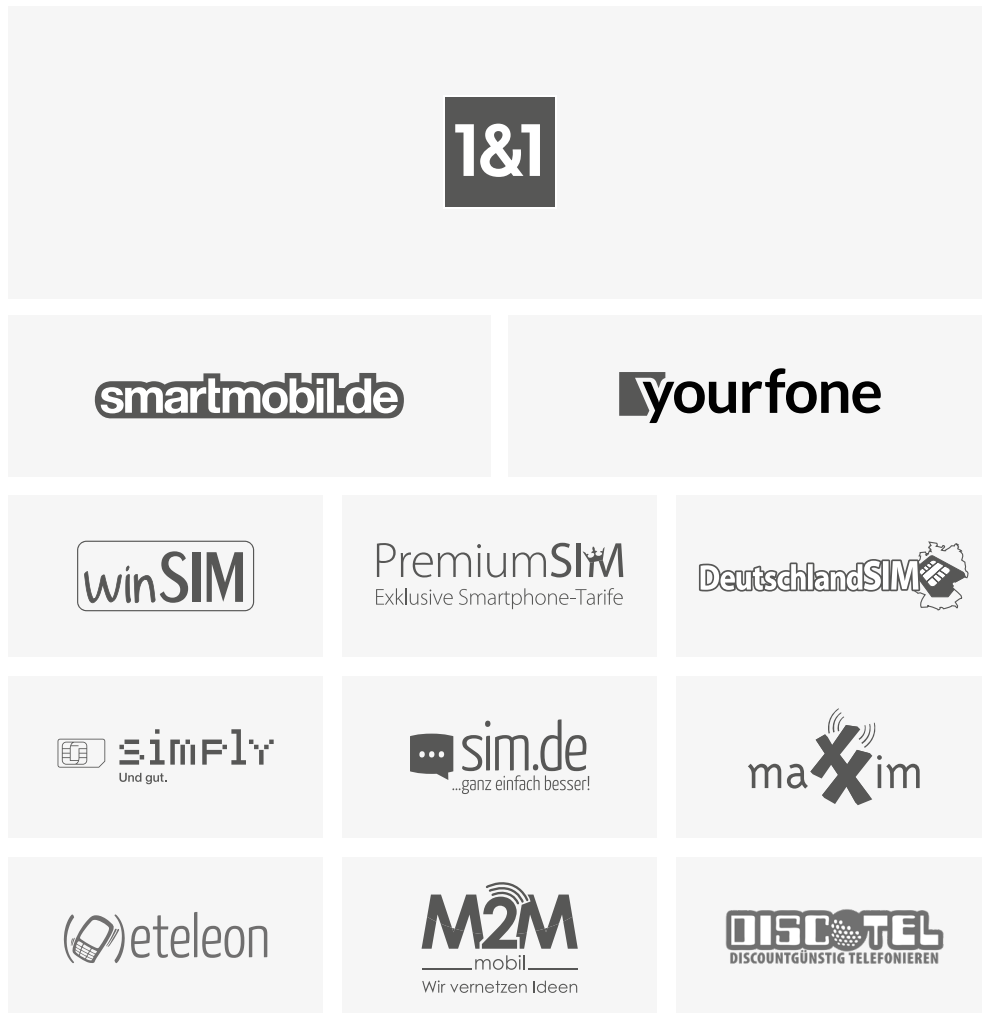 1&1
smartmobil.de
yourfone
winSIM
PremiumSIM
Exklusive Smartphone-Tarife
DeutschlandSIM
simply
Und gut.
sim.de
...ganz einfach besser!
maXXim
eteleon
M2M
mobil
Wir vernetzen Ideen
DISCOTEL
DISCOUNTGÜNSTIG TELEFONIEREN